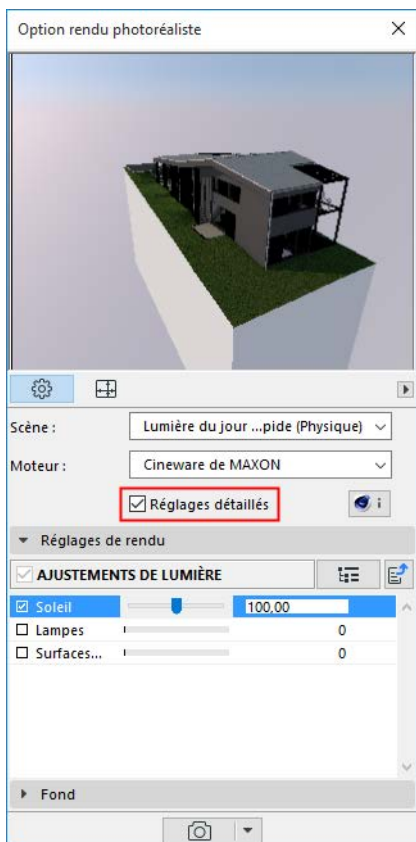 Option rendu photoréaliste
Scène :
Lumière du jour ...pide (Physique)
Moteur :
Cineware de MAXON
Réglages détaillés
i
Réglages de rendu
AJUSTEMENTS DE LUMIÈRE
Soleil 100,00
Lampes 0
Surfaces... 0
Fond